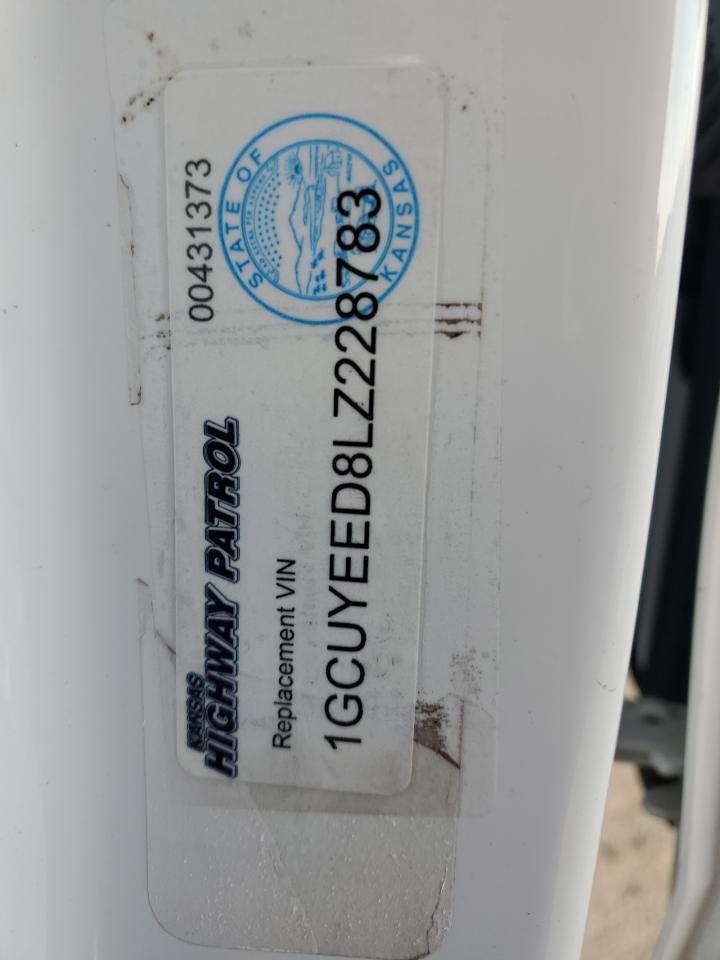 KANSAS
HIGHWAY PATROL
00431373
STATE OF
KANSAS
Replacement VIN
1GCUYEED8LZ228783